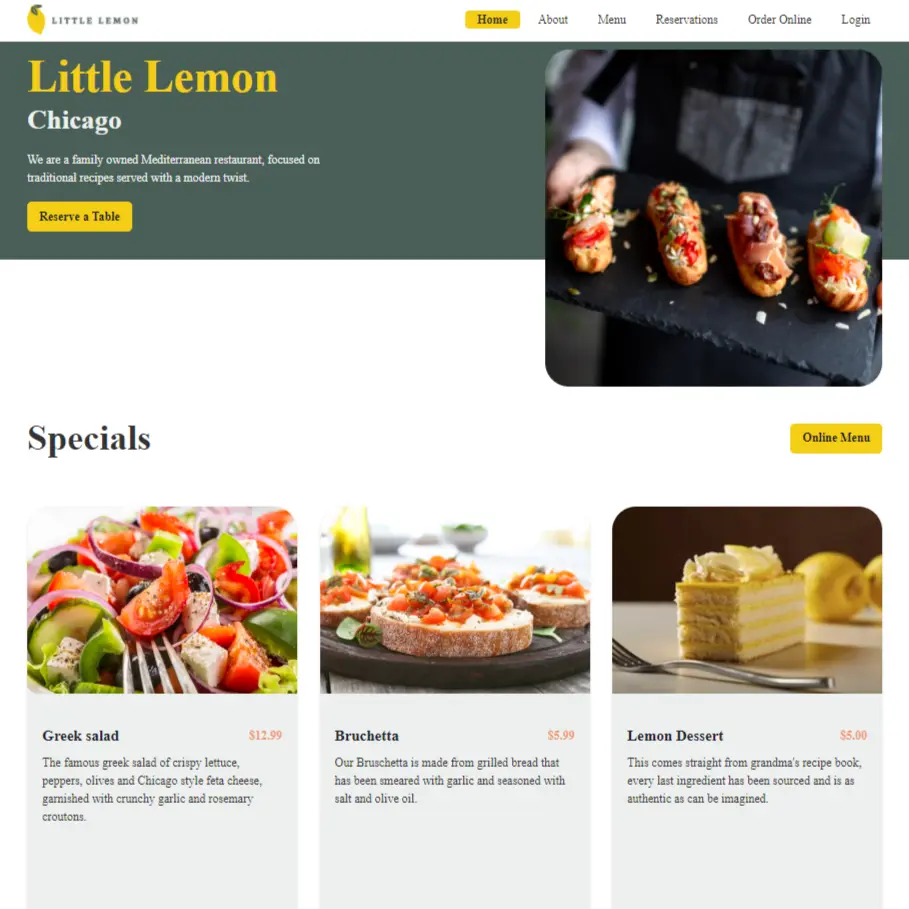 LITTLE LEMON
Home About Menu Reservations Order Online Login
Little Lemon
Chicago
We are a family owned Mediterranean restaurant, focused on
traditional recipes served with a modern twist.
Reserve a Table
Specials
Online Menu
Greek salad $12.99
The famous greek salad of crispy lettuce,
peppers, olives and Chicago style feta cheese,
garnished with crunchy garlic and rosemary
croutons.
Bruchetta $5.99
Our Bruschetta is made from grilled bread that
has been smeared with garlic and seasoned with
salt and olive oil.
Lemon Dessert $5.00
This comes straight from grandma's recipe book,
every last ingredient has been sourced and is as
authentic as can be imagined.